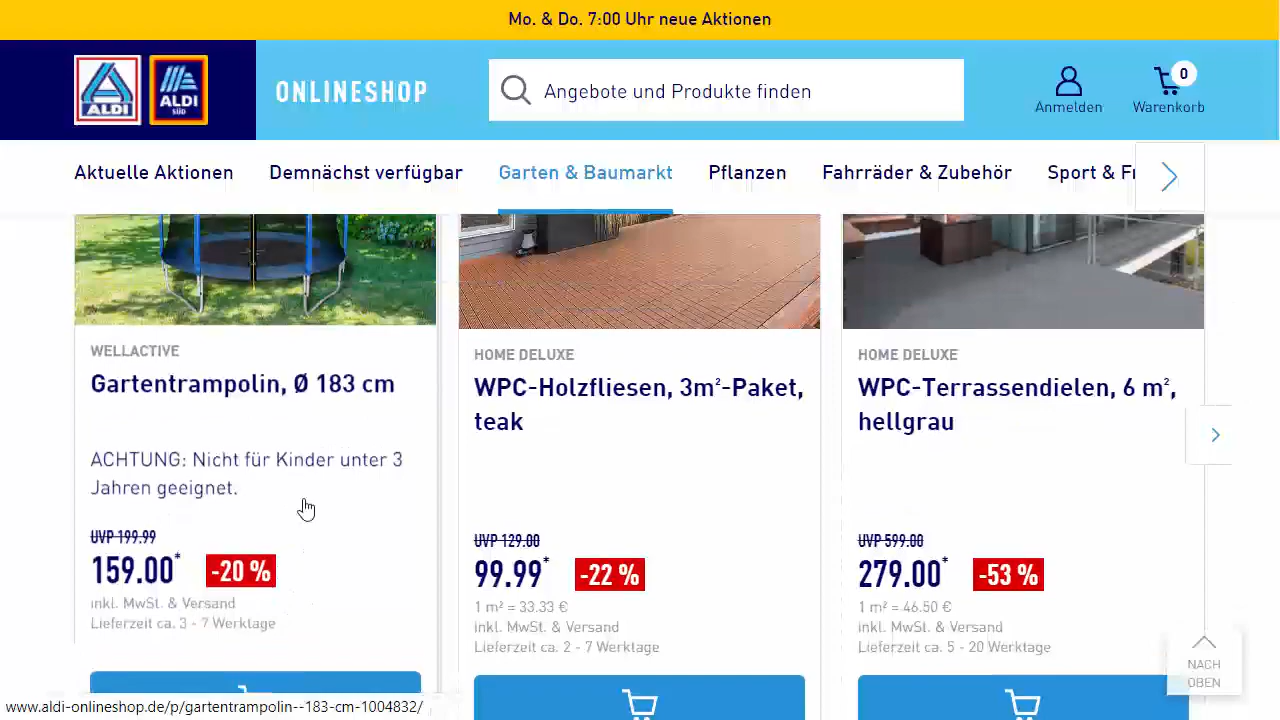 Mo. & Do. 7:00 Uhr neue Aktionen
ALDI
ALDI
SÜD
ONLINESHOP
Angebote und Produkte finden
Anmelden
0
Warenkorb
Aktuelle Aktionen
Demnächst verfügbar
Garten & Baumarkt
Pflanzen
Fahrräder & Zubehör
Sport & Fr
WELLACTIVE
Gartentrampolin, Ø 183 cm
ACHTUNG: Nicht für Kinder unter 3
Jahren geeignet.
UVP 199.99
159.00*
-20 %
inkl. MwSt. & Versand
Lieferzeit ca. 3 - 7 Werktage
HOME DELUXE
WPC-Holzfliesen, 3m²-Paket,
teak
UVP 129.00
99.99*
-22 %
1 m² = 33.33 €
inkl. MwSt. & Versand
Lieferzeit ca. 2 - 7 Werktage
HOME DELUXE
WPC-Terrassendielen, 6 m²,
hellgrau
UVP 599.00
279.00*
-53 %
1 m² = 46.50 €
inkl. MwSt. & Versand
Lieferzeit ca. 5 - 20 Werktage
NACH
OBEN
www.aldi-onlineshop.de/p/gartentrampolin--183-cm-1004832/